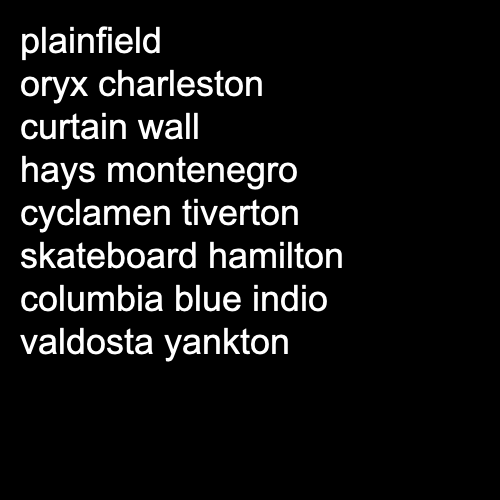 plainfield
oryx charleston
curtain wall
hays montenegro
cyclamen tiverton
skateboard hamilton
columbia blue indio
valdosta yankton